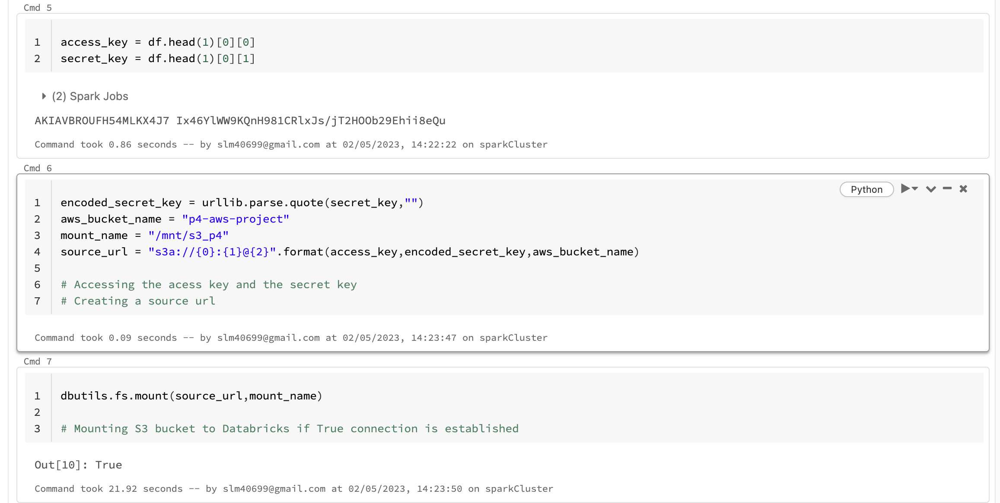 Cmd 5
1 access_key = df.head(1)[0][0]
2 secret_key = df.head(1)[0][1]
(2) Spark Jobs
AKIAVBROUFH54MLKX4J7 Ix46YlWW9KQnH981CRlxJs/jT2HOOb29Ehii8eQu
Command took 0.86 seconds -- by slm40699@gmail.com at 02/05/2023, 14:22:22 on sparkCluster
Cmd 6
Python
1 encoded_secret_key = urllib.parse.quote(secret_key,"")
2 aws_bucket_name = "p4-aws-project"
3 mount_name = "/mnt/s3_p4"
4 source_url = "s3a://{0}:{1}@{2}".format(access_key,encoded_secret_key,aws_bucket_name)
5
6 # Accessing the acess key and the secret key
7 # Creating a source url
Command took 0.09 seconds -- by slm40699@gmail.com at 02/05/2023, 14:23:47 on sparkCluster
Cmd 7
1 dbutils.fs.mount(source_url,mount_name)
2
3 # Mounting S3 bucket to Databricks if True connection is established
Out[10]: True
Command took 21.92 seconds -- by slm40699@gmail.com at 02/05/2023, 14:23:50 on sparkCluster